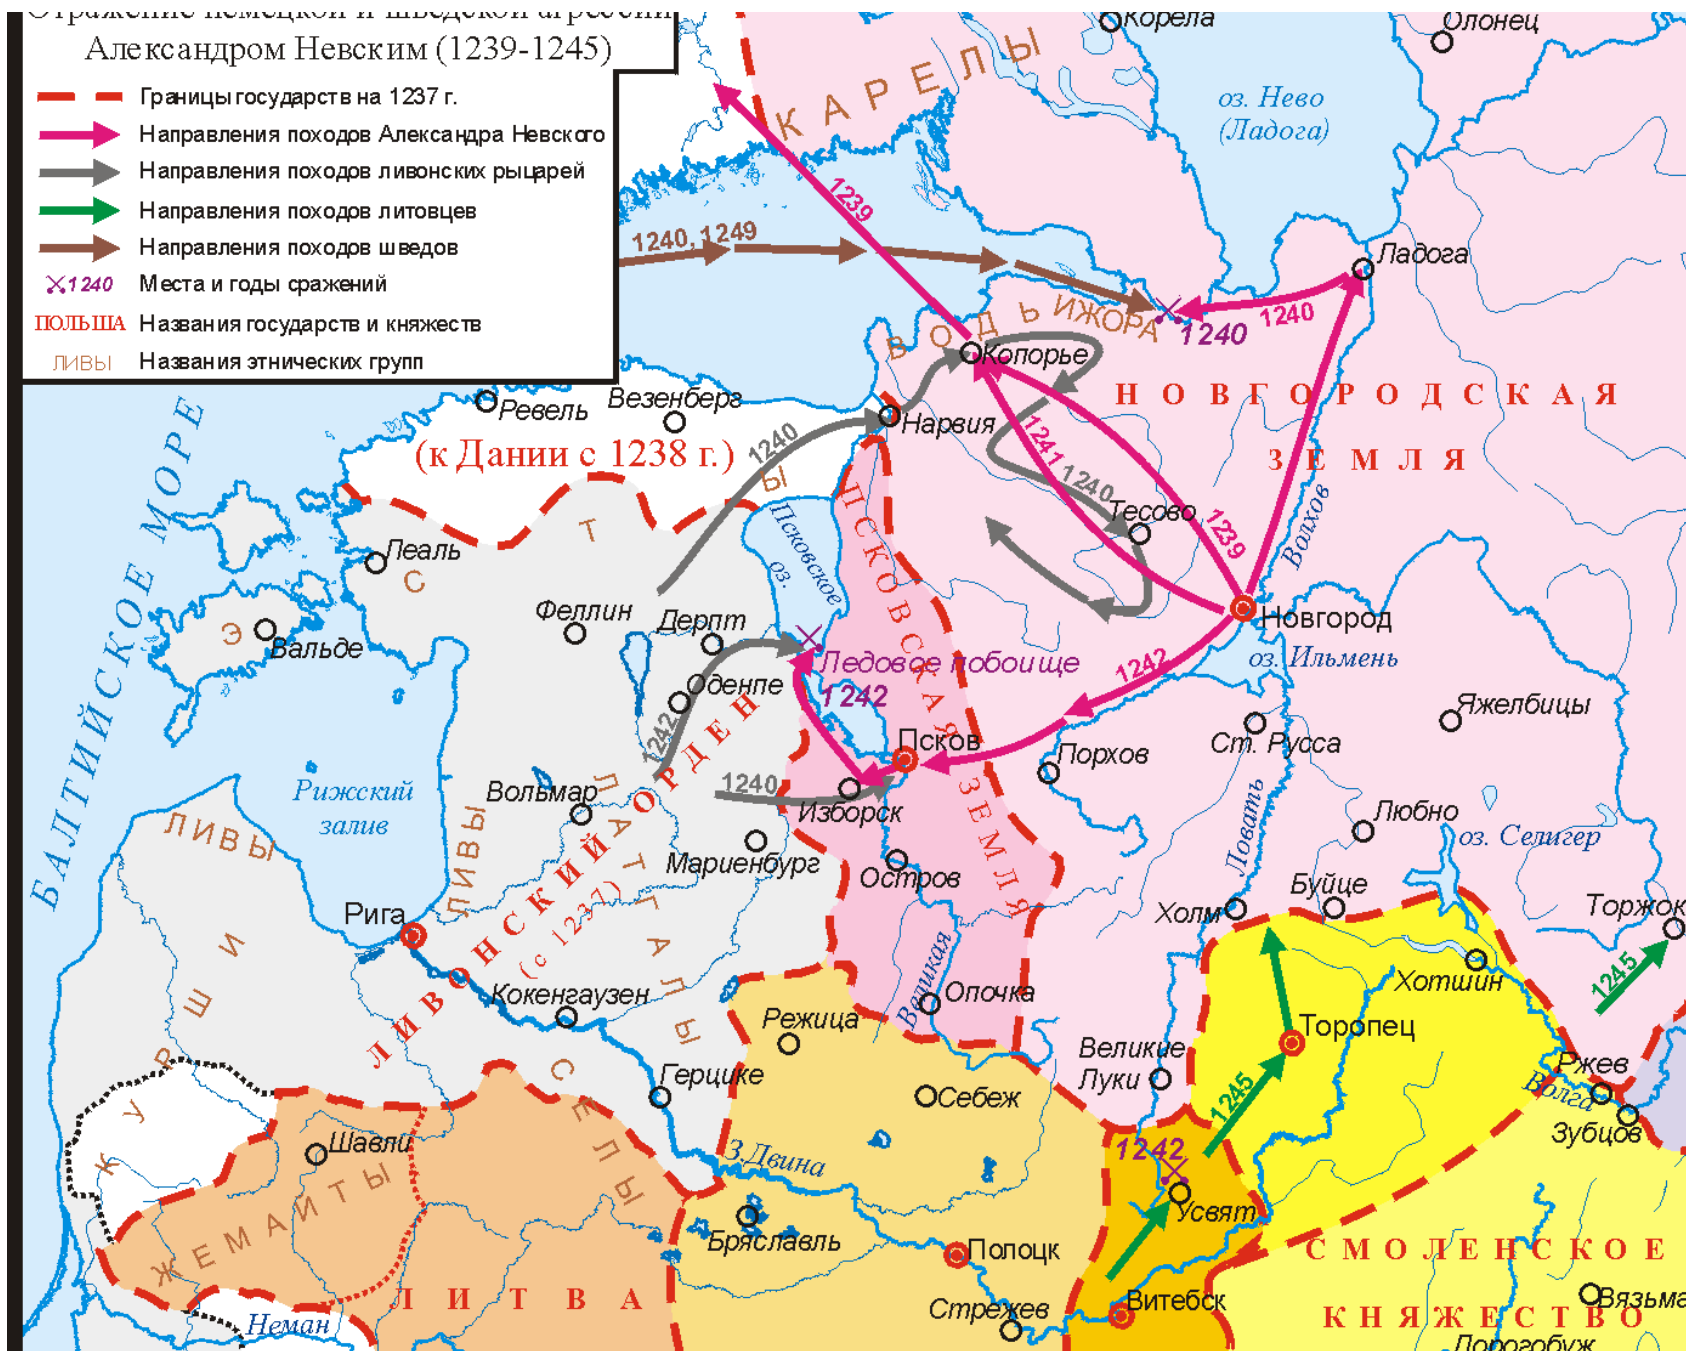 Отражение немецкой и шведской агрессии
Александром Невским (1239-1245)
Границы государств на 1237 г.
Направления походов Александра Невского
Направления походов ливонских рыцарей
Направления походов литовцев
Направления походов шведов
1240 Места и годы сражений
ПОЛЬША Названия государств и княжеств
ЛИВЫ Названия этнических групп
Корела
Олонец
КАРЕЛЫ
оз. Нево
(Ладога)
1239
1240, 1249
Ладога
1240
1240
ВОДЬ
ИЖОРА
Копорье
НОВГОРОДСКАЯ
ЗЕМЛЯ
Ревель
Везенберг
Нарвия
(к Дании с 1238 г.)
1240
1241
1240
Тесово
1239
Волхов
БАЛТИЙСКОЕ МОРЕ
ЭСТЫ
Псковское
оз.
ПСКОВСКАЯ ЗЕМЛЯ
Леаль
Феллин
Дерпт
Вальде
Новгород
оз. Ильмень
1242
Ледовое побоище
1242
Оденпе
1242
Псков
Порхов
Ст. Русса
Яжелбицы
Рижский
залив
Вольмар
1240
Изборск
Ловать
Любно
оз. Селигер
ЛИВЫ
ЛИВЫ
ЛАТГАЛЫ
Мариенбург
Остров
Буйце
Холм
Торжок
Рига
ЛИВОНСКИЙ ОРДЕН
(с 1237)
КУРШИ
Кокенгаузен
Великая
Опочка
Хотшин
1245
Режица
Торопец
Великие
Луки
Ржев
Волга
Герцике
Себеж
1245
Зубцов
СЕЛЫ
Шавли
З.Двина
1242
Усвят
ЖЕМАЙТЫ
Бряславль
Полоцк
СМОЛЕНСКОЕ
КНЯЖЕСТВО
ЛИТВА
Неман
Стрежев
Витебск
Вязьма
Дорогобуж